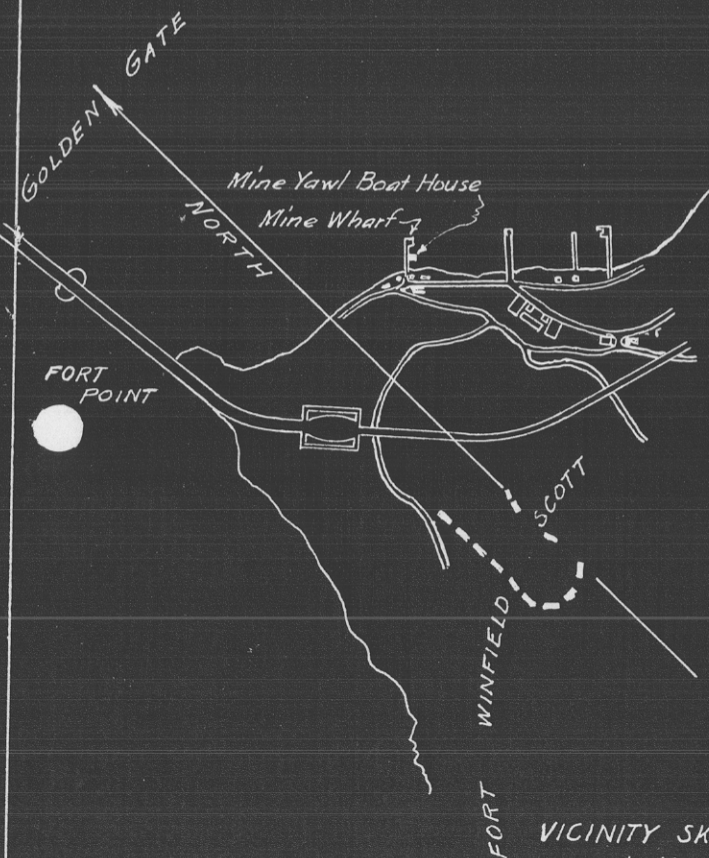 GOLDEN GATE
Mine Yawl Boat House
Mine Wharf
NORTH
FORT
POINT
FORT WINFIELD SCOTT
VICINITY SK